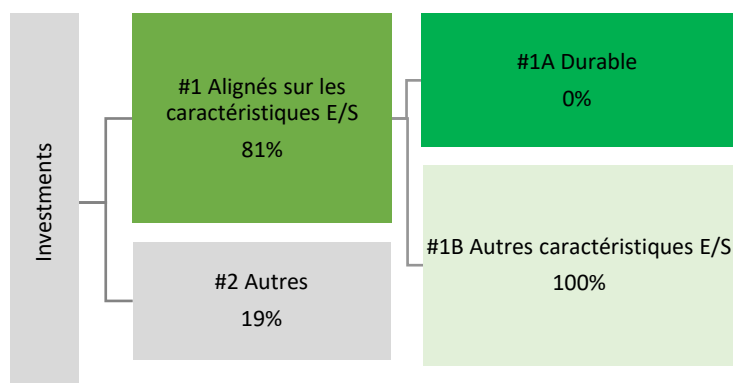 Investments
#1 Alignés sur les
caractéristiques E/S
81%
#2 Autres
19%
#1A Durable
0%
#1B Autres caractéristiques E/S
100%